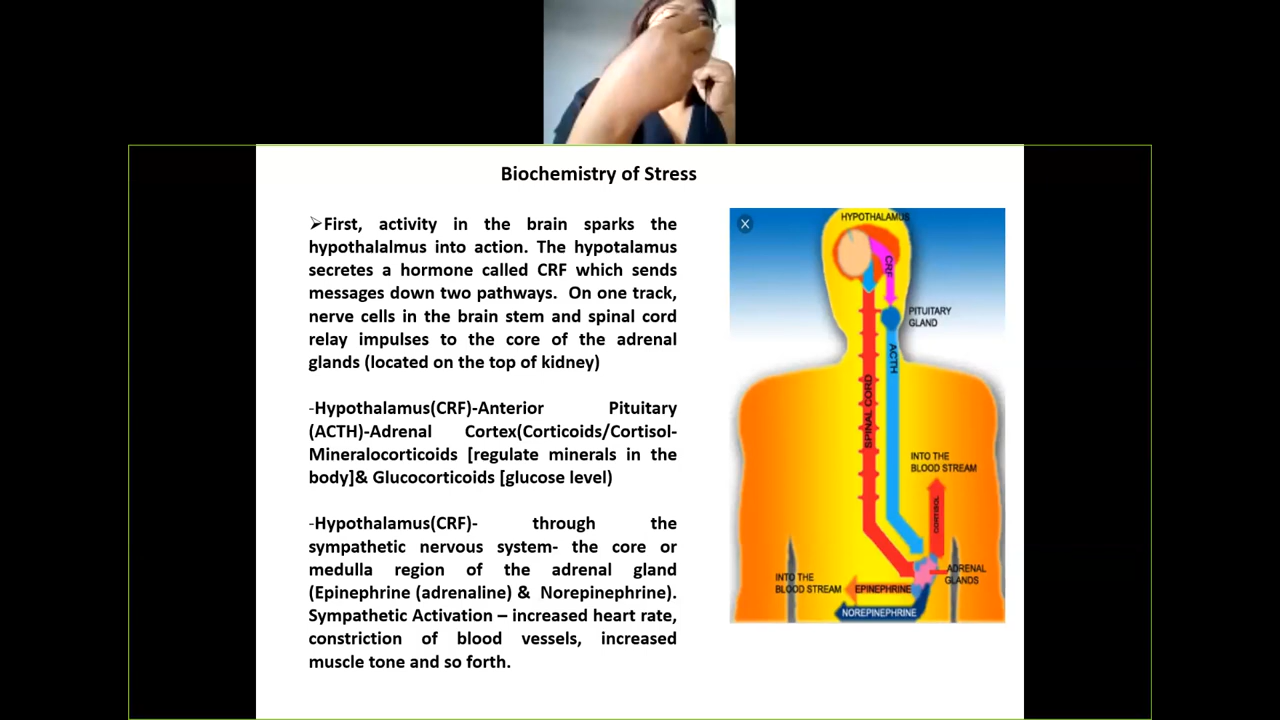 Biochemistry of Stress
➢First, activity in the brain sparks the
hypothalalmus into action. The hypotalamus
secretes a hormone called CRF which sends
messages down two pathways. On one track,
nerve cells in the brain stem and spinal cord
relay impulses to the core of the adrenal
glands (located on the top of kidney)
-Hypothalamus(CRF)-Anterior Pituitary
(ACTH)-Adrenal Cortex(Corticoids/Cortisol-
Mineralocorticoids [regulate minerals in the
body]& Glucocorticoids [glucose level)
-Hypothalamus(CRF)- through the
sympathetic nervous system- the core or
medulla region of the adrenal gland
(Epinephrine (adrenaline) & Norepinephrine).
Sympathetic Activation – increased heart rate,
constriction of blood vessels, increased
muscle tone and so forth.
X
HYPOTHALAMUS
CRF
PITUITARY
GLAND
ACTH
SPINAL CORD
INTO THE
BLOOD STREAM
CORTISOL
ADRENAL
GLANDS
INTO THE
BLOOD STREAM
EPINEPHRINE
NOREPINEPHRINE